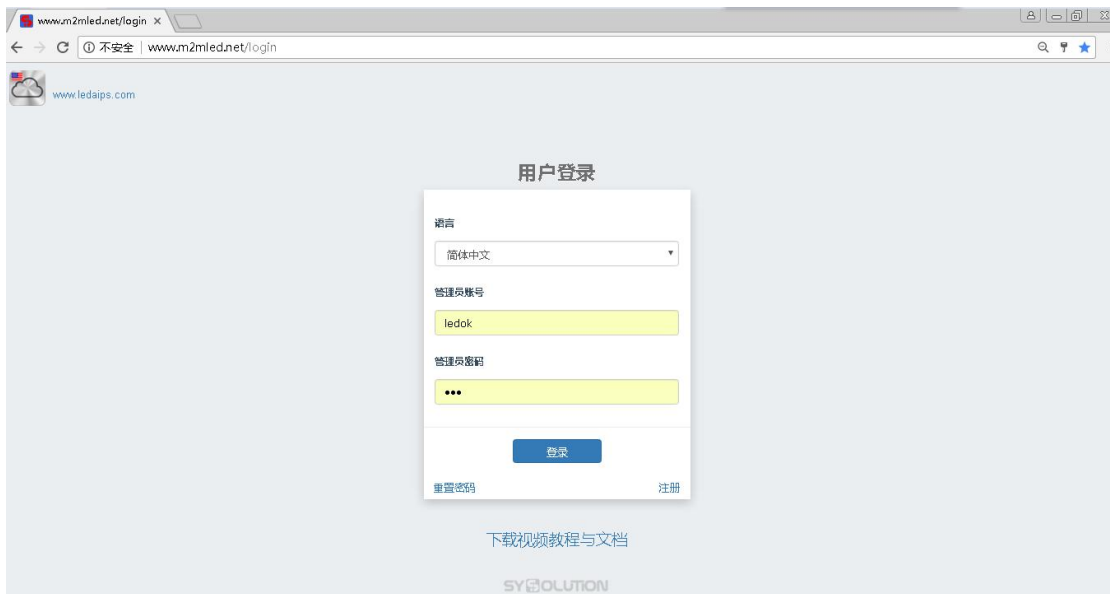 www.m2mled.net/login
不安全 | www.m2mled.net/login
www.ledaips.com
用户登录
语言
简体中文
管理员账号
ledok
管理员密码
•••
登录
重置密码 注册
下载视频教程与文档
SYSOLUTION